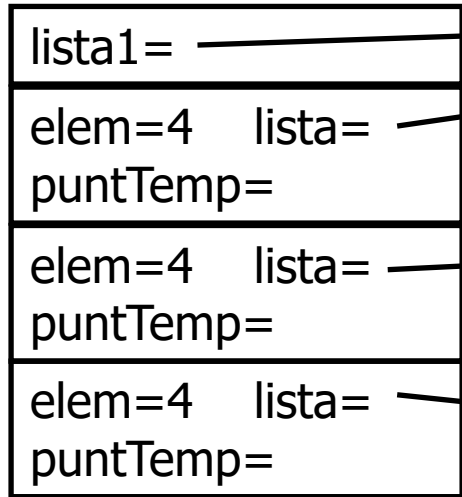 lista1=
elem=4 lista=
puntTemp=
elem=4 lista=
puntTemp=
elem=4 lista=
puntTemp=